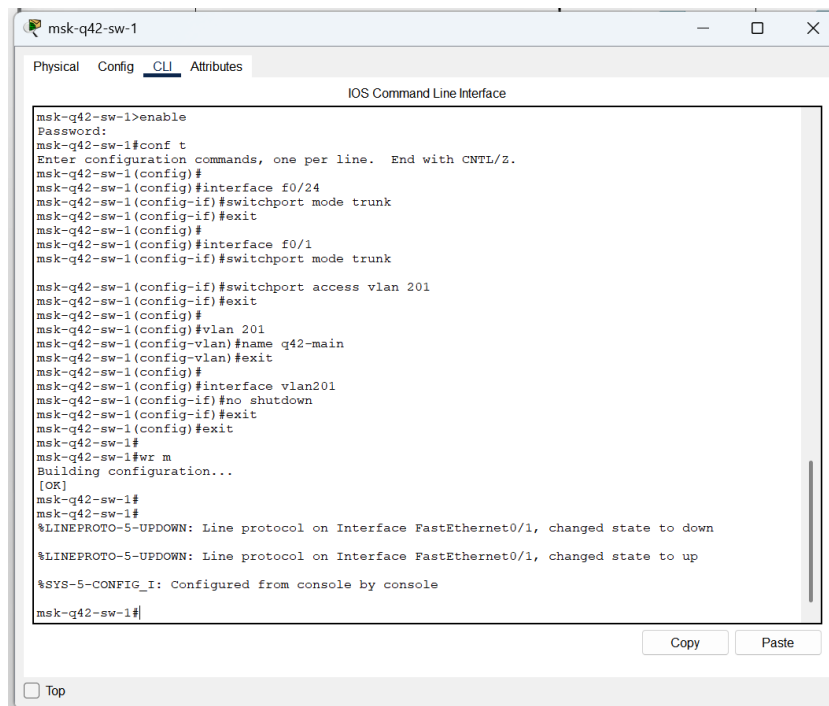 msk-q42-sw-1
Physical Config CLI Attributes
IOS Command Line Interface
msk-q42-sw-1>enable
Password:
msk-q42-sw-1#conf t
Enter configuration commands, one per line.  End with CNTL/Z.
msk-q42-sw-1(config)#
msk-q42-sw-1(config)#interface f0/24
msk-q42-sw-1(config-if)#switchport mode trunk
msk-q42-sw-1(config-if)#exit
msk-q42-sw-1(config)#
msk-q42-sw-1(config)#interface f0/1
msk-q42-sw-1(config-if)#switchport mode trunk
msk-q42-sw-1(config-if)#switchport access vlan 201
msk-q42-sw-1(config-if)#exit
msk-q42-sw-1(config)#
msk-q42-sw-1(config)#vlan 201
msk-q42-sw-1(config-vlan)#name q42-main
msk-q42-sw-1(config-vlan)#exit
msk-q42-sw-1(config)#
msk-q42-sw-1(config)#interface vlan201
msk-q42-sw-1(config-if)#no shutdown
msk-q42-sw-1(config-if)#exit
msk-q42-sw-1(config)#exit
msk-q42-sw-1#
msk-q42-sw-1#wr m
Building configuration...
[OK]
msk-q42-sw-1#
msk-q42-sw-1#
%LINEPROTO-5-UPDOWN: Line protocol on Interface FastEthernet0/1, changed state to down
%LINEPROTO-5-UPDOWN: Line protocol on Interface FastEthernet0/1, changed state to up
%SYS-5-CONFIG_I: Configured from console by console
msk-q42-sw-1#
Copy Paste
Top